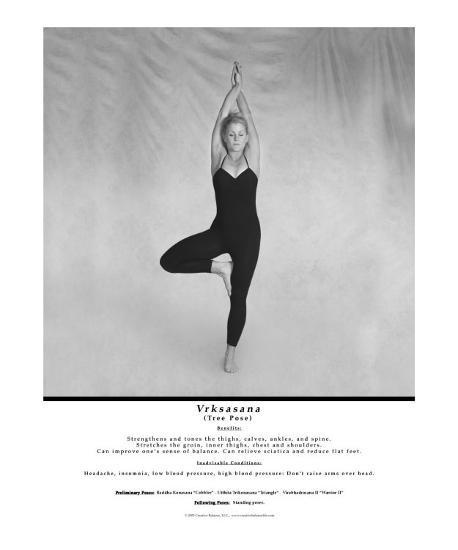 Vrksasana
(Tree Pose)
Benefits:
Strengthens and tones the thighs, calves, ankles, and spine.
Stretches the groin, inner thighs, chest and shoulders.
Can improve one's sense of balance. Can relieve sciatica and reduce flat feet.
Inadvisable Conditions:
Headache, insomnia, low blood pressure, high blood pressure: Don't raise arms over head.
Preliminary Poses: Baddha Konasana "Cobbler" - Utthita Trikonasana "Triangle" - Virabhadrasana II "Warrior II"
Following Poses: Standing poses.